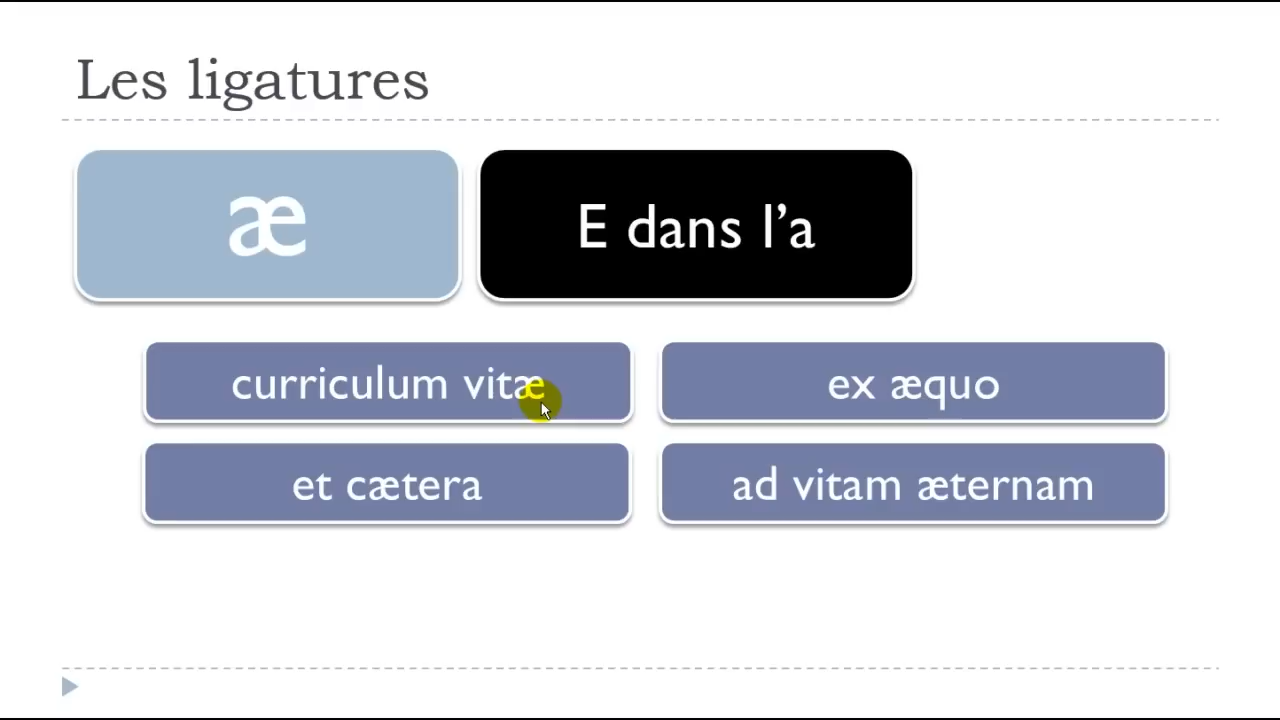 Les ligatures
æ
E dans l’a
curriculum vitæ
ex æquo
et cætera
ad vitam æternam